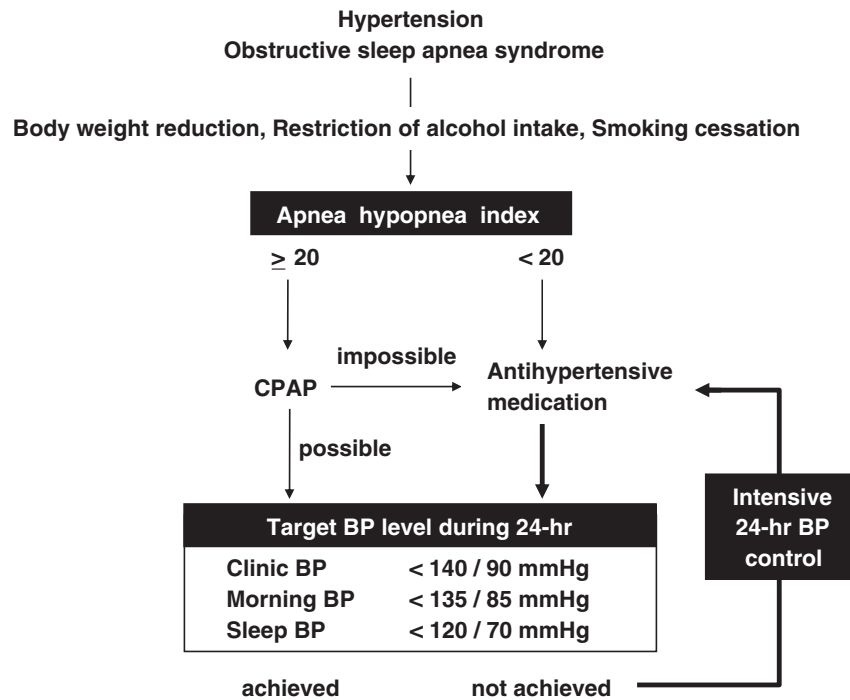 Hypertension
Obstructive sleep apnea syndrome
Body weight reduction, Restriction of alcohol intake, Smoking cessation
Apnea hypopnea index
≥ 20
< 20
impossible
CPAP
Antihypertensive
medication
possible
Intensive
24-hr BP
control
Target BP level during 24-hr
Clinic BP < 140 / 90 mmHg
Morning BP < 135 / 85 mmHg
Sleep BP < 120 / 70 mmHg
achieved
not achieved